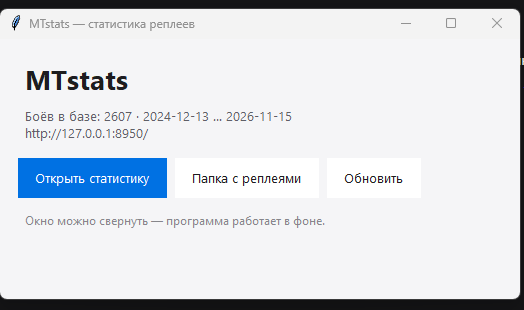 MTstats — статистика реплеев
MTstats
Боёв в базе: 2607 · 2024-12-13 … 2026-11-15
http://127.0.0.1:8950/
Открыть статистику
Папка с реплеями
Обновить
Окно можно свернуть — программа работает в фоне.